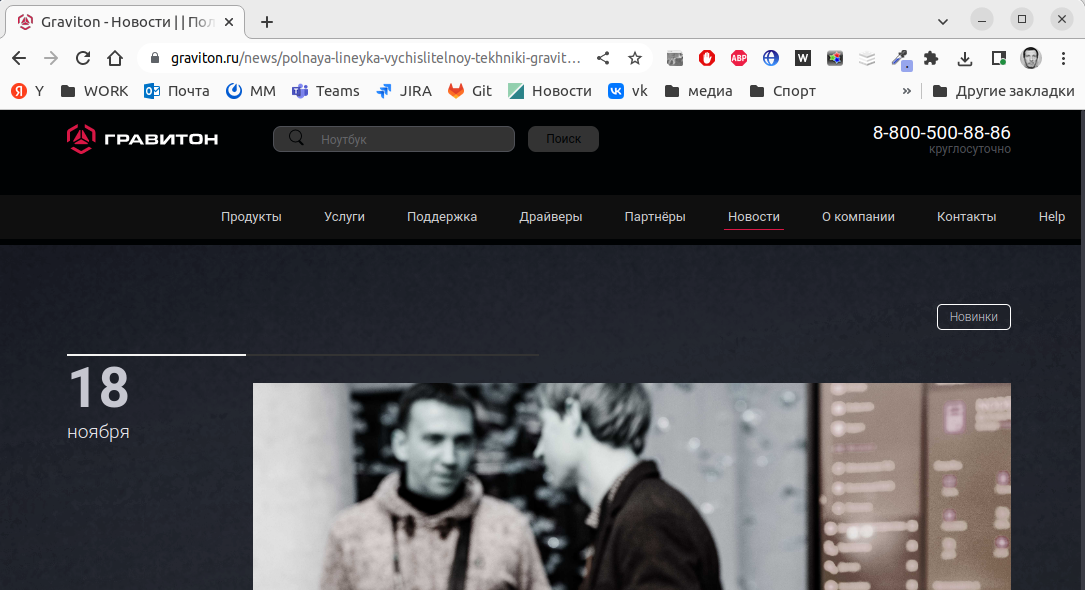 Graviton - Новости | | Пол
graviton.ru/news/polnaya-lineyka-vychislitelnoy-tekhniki-gravit...
ABP
W
Я Y WORK Почта MM Teams JIRA Git Новости vk медиа Спорт » Другие закладки
ГРАВИТОН
Ноутбук
Поиск
8-800-500-88-86
круглосуточно
Продукты Услуги Поддержка Драйверы Партнёры Новости О компании Контакты Help
Новинки
18
ноября